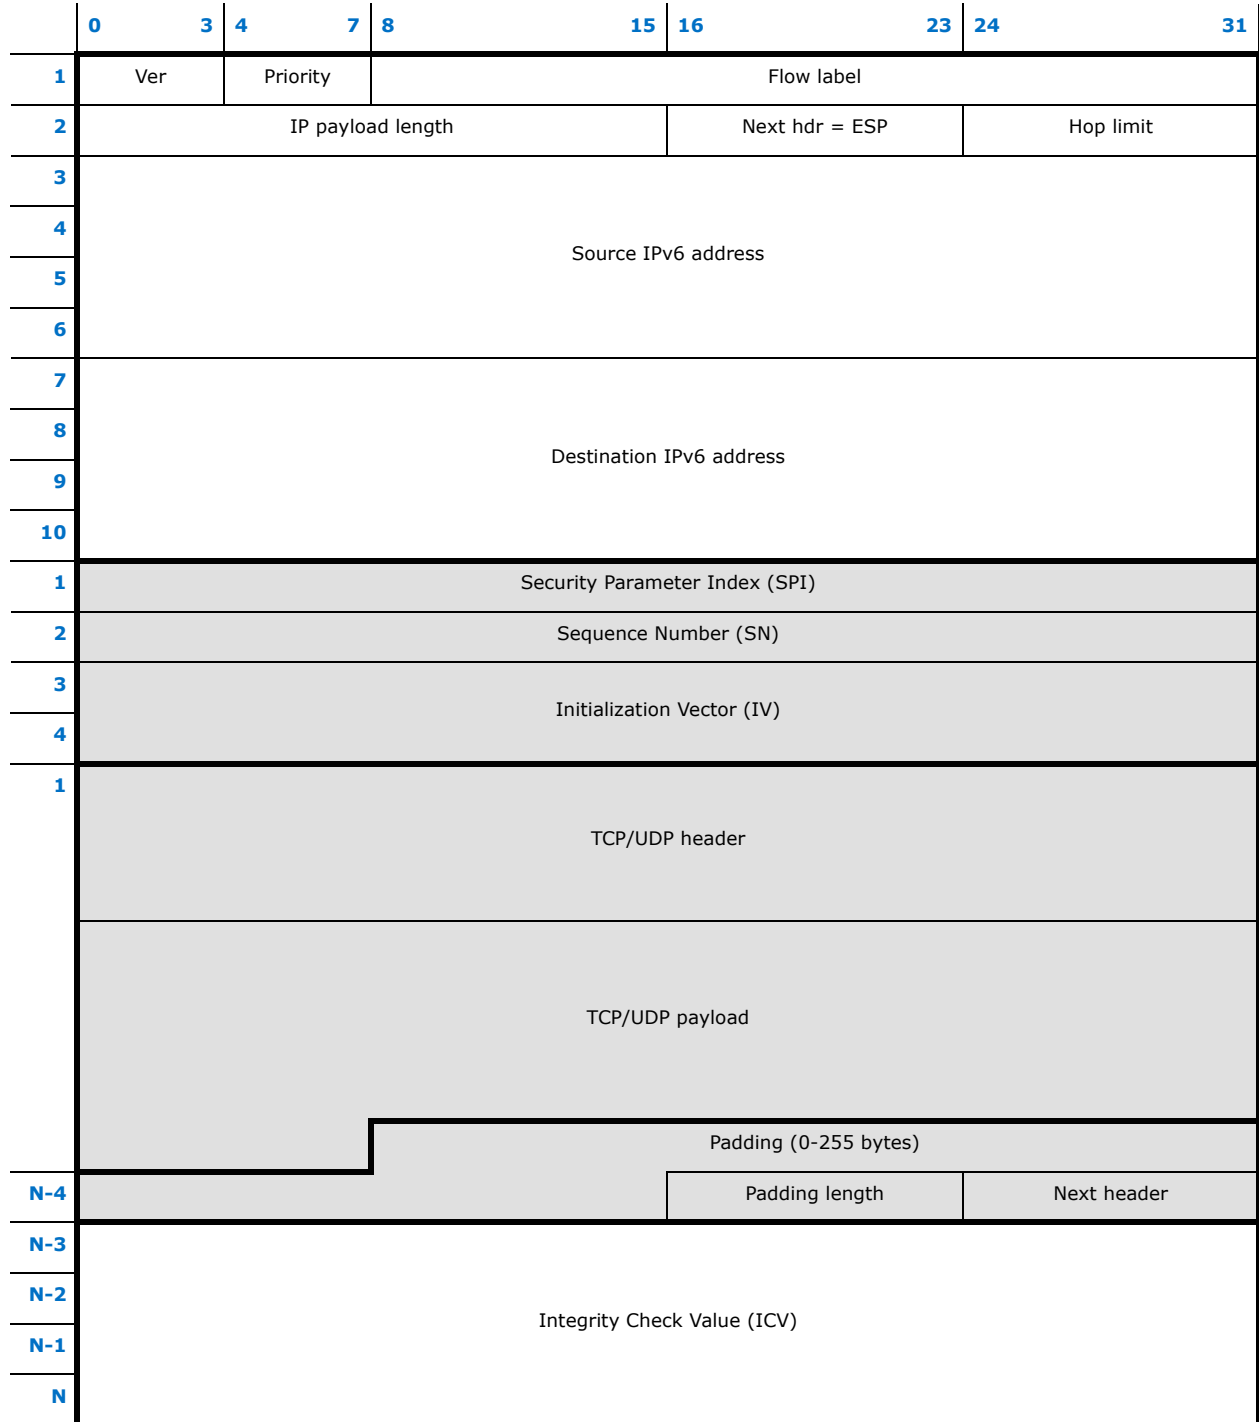 0 3 4 7 8 15 16 23 24 31
1 Ver Priority Flow label
2 IP payload length Next hdr = ESP Hop limit
3
4
Source IPv6 address
5
6
7
8
Destination IPv6 address
9
10
1 Security Parameter Index (SPI)
2 Sequence Number (SN)
3
Initialization Vector (IV)
4
1
TCP/UDP header
TCP/UDP payload
Padding (0-255 bytes)
N-4 Padding length Next header
N-3
N-2
Integrity Check Value (ICV)
N-1
N